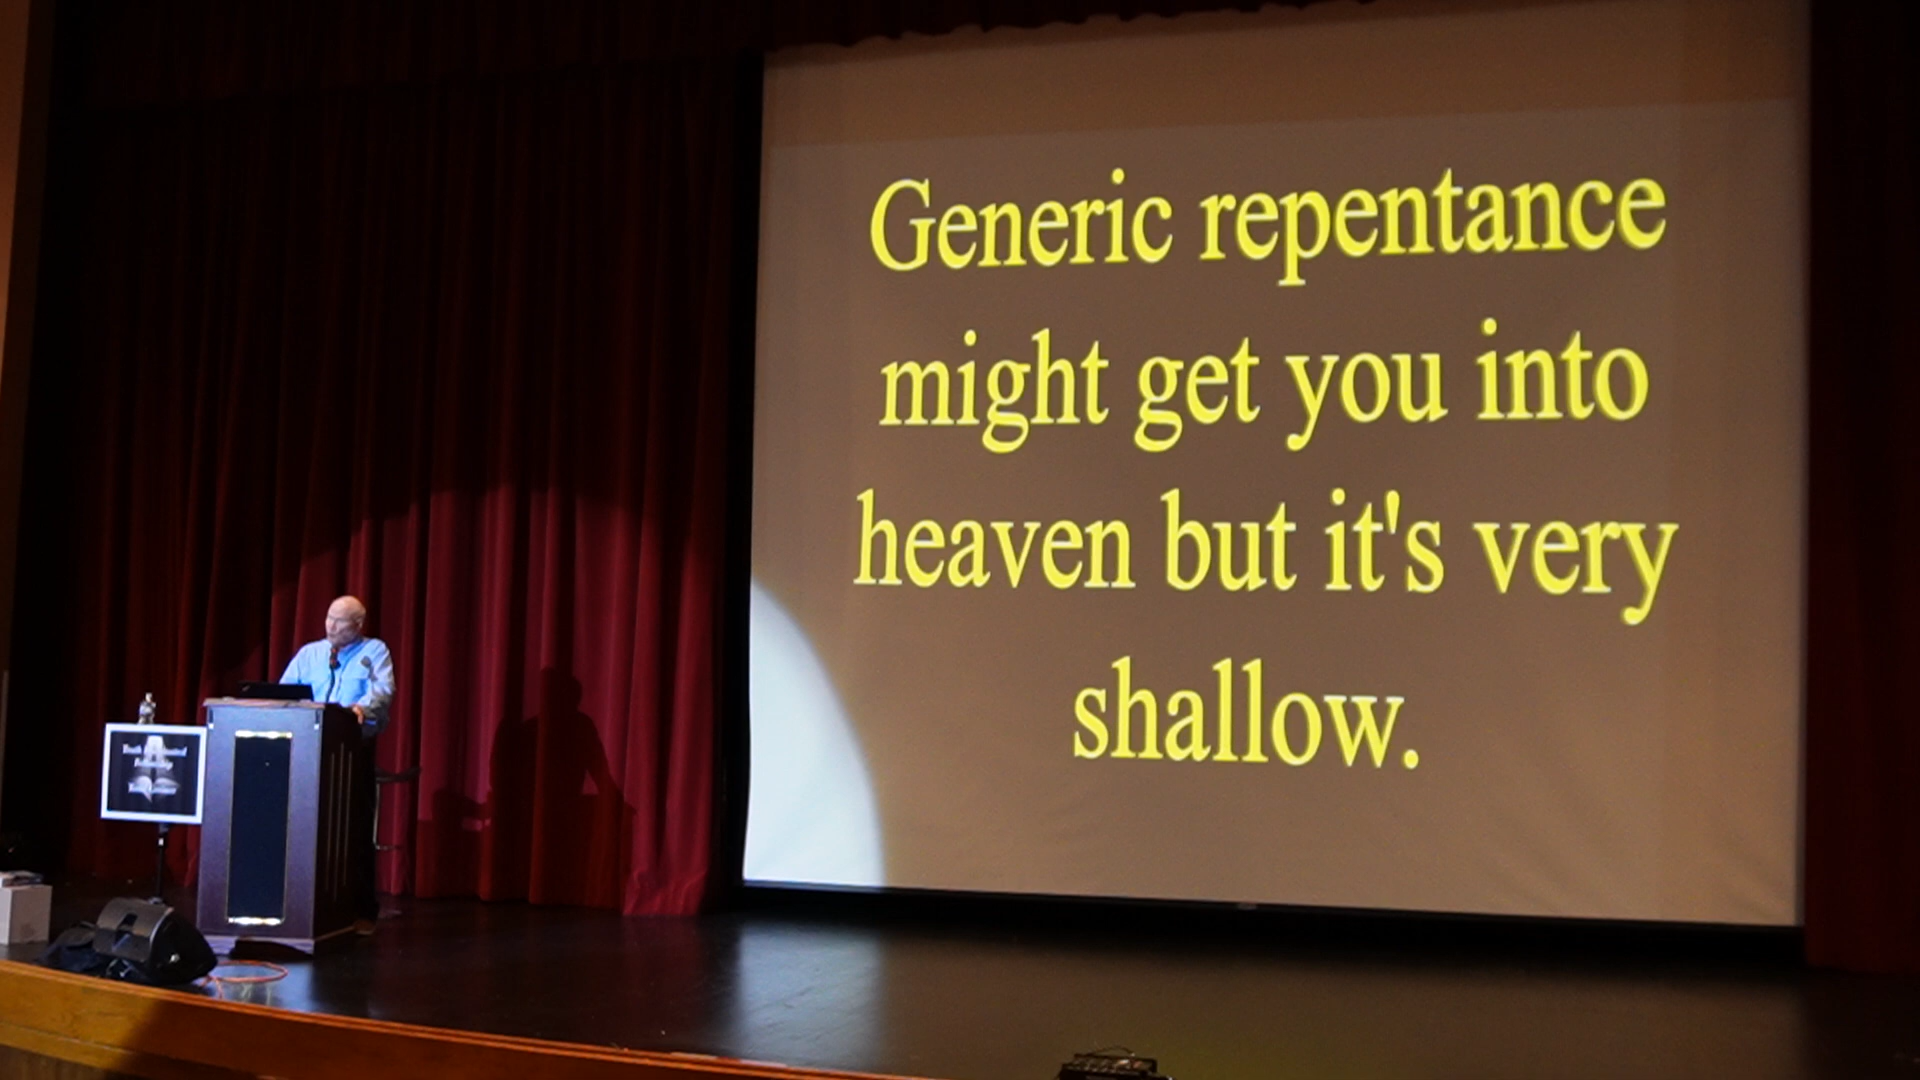 Generic repentance
might get you into
heaven but it's very
shallow.